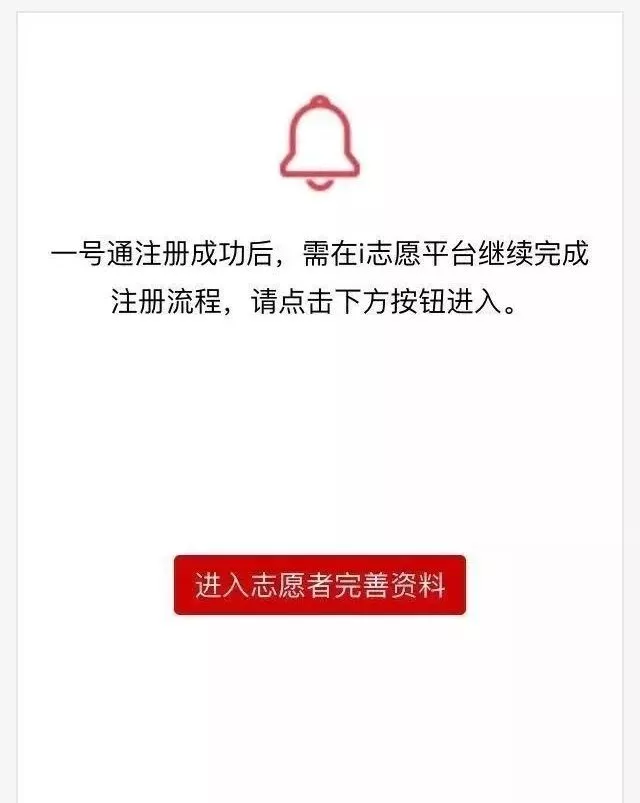 一号通注册成功后，需在i志愿平台继续完成
注册流程，请点击下方按钮进入。
进入志愿者完善资料